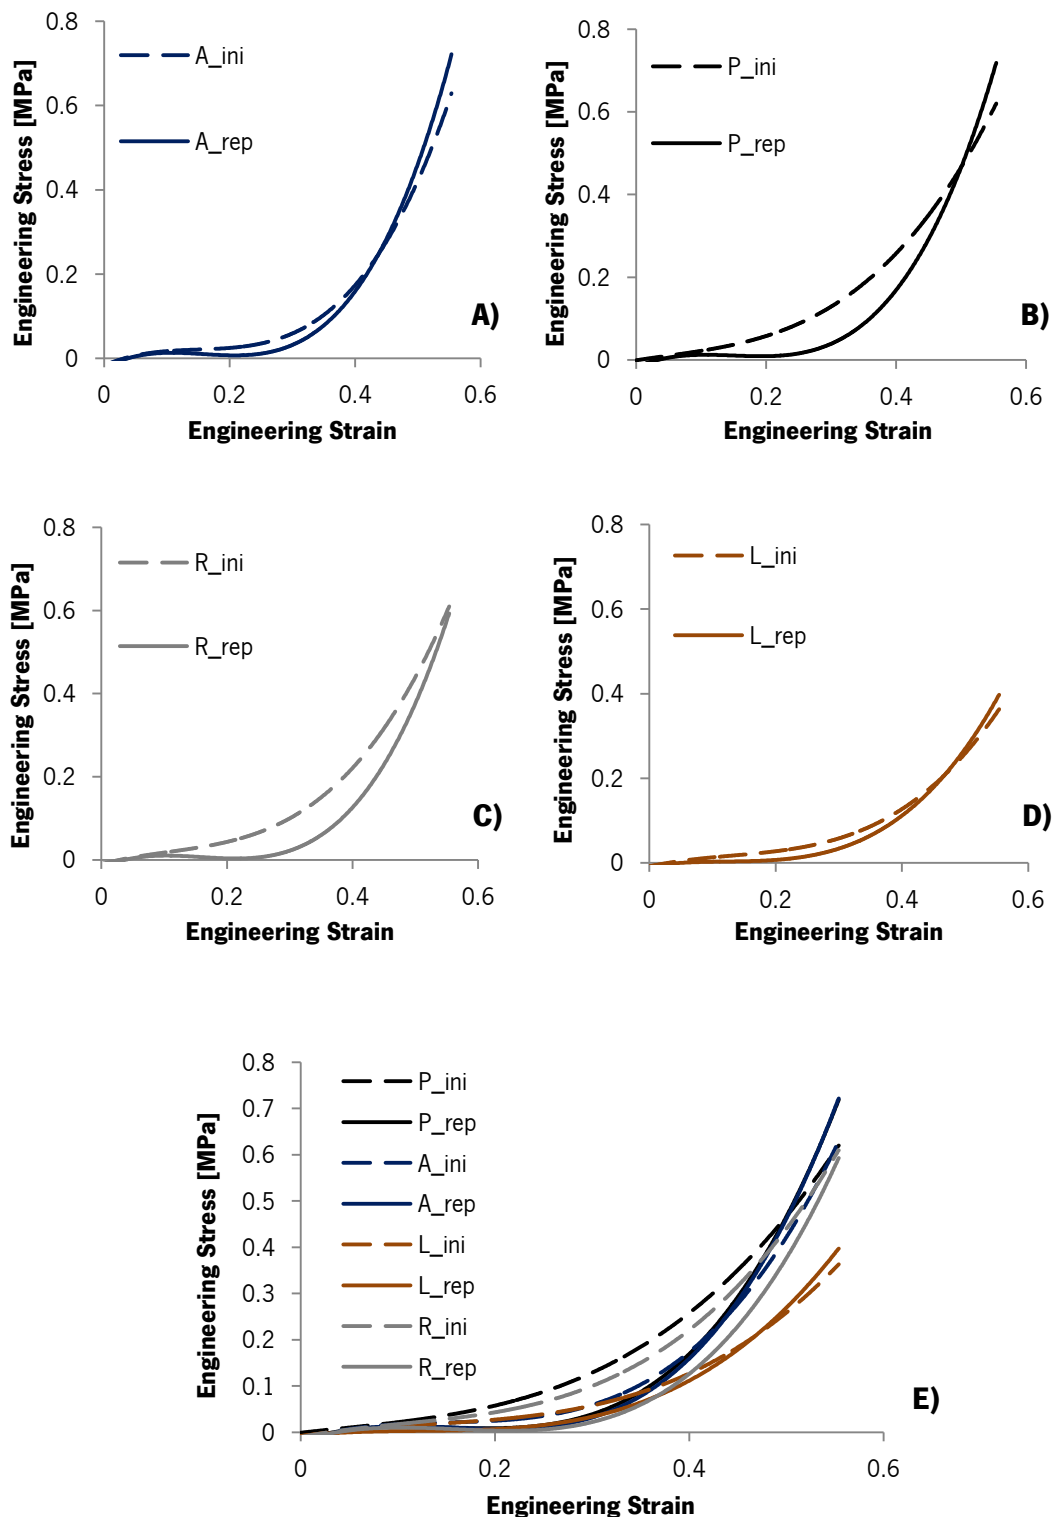 0.8
0.6
0.4
0.2
0
Engineering Stress [MPa]
A_ini
A_rep
A)
0
0.2
0.4
0.6
Engineering Strain
0.8
0.6
0.4
0.2
0
Engineering Stress [MPa]
P_ini
P_rep
B)
0
0.2
0.4
0.6
Engineering Strain
0.8
0.6
0.4
0.2
0
Engineering Stress [MPa]
R_ini
R_rep
C)
0
0.2
0.4
0.6
Engineering Strain
0.8
0.6
0.4
0.2
0
Engineering Stress [MPa]
L_ini
L_rep
D)
0
0.2
0.4
0.6
Engineering Strain
0.8
0.7
0.6
0.5
0.4
0.3
0.2
0.1
0
Engineering Stress [MPa]
P_ini
P_rep
A_ini
A_rep
L_ini
L_rep
R_ini
R_rep
E)
0
0.2
0.4
0.6
Engineering Strain